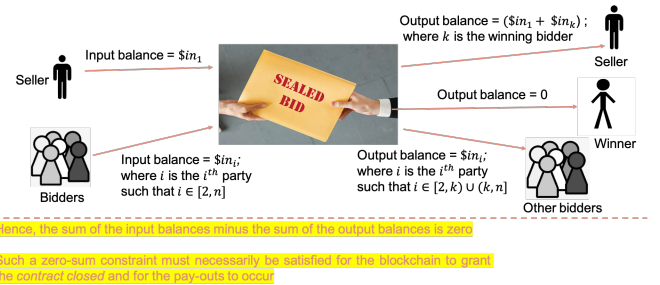 Output balance = ($in₁ + $inₖ) ;
where k is the winning bidder
Input balance = $in₁
Seller
Seller
SEALED
BID
Output balance = 0
Winner
Input balance = $inᵢ;
where i is the iᵗʰ party
such that i ∈ [2, n]
Output balance = $inᵢ;
where i is the iᵗʰ party
such that i ∈ [2, k) ∪ (k, n]
Bidders
Other bidders
Hence, the sum of the input balances minus the sum of the output balances is zero
Such a zero-sum constraint must necessarily be satisfied for the blockchain to grant
the contract closed and for the pay-outs to occur